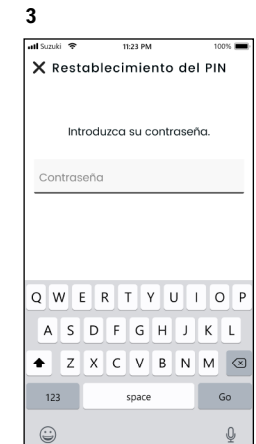 3
Suzuki 11:23 PM 100%
Restablecimiento del PIN
Introduzca su contraseña.
Contraseña
Q W E R T Y U I O P
A S D F G H J K L
Z X C V B N M
123 space Go